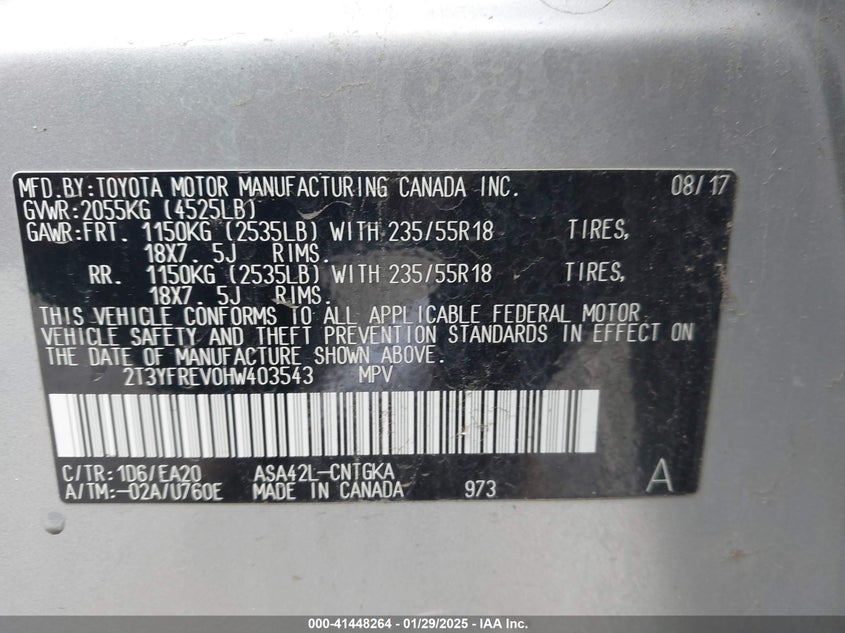 MFD.BY:TOYOTA MOTOR MANUFACTURING CANADA INC. 08/17
GVWR:2055KG (4525LB)
GAWR:FRT. 1150KG (2535LB) WITH 235/55R18 TIRES,
18X7. 5J RIMS.
RR. 1150KG (2535LB) WITH 235/55R18 TIRES,
18X7. 5J RIMS.
THIS VEHICLE CONFORMS TO ALL APPLICABLE FEDERAL MOTOR
VEHICLE SAFETY AND THEFT PREVENTION STANDARDS IN EFFECT ON
THE DATE OF MANUFACTURE SHOWN ABOVE.
2T3YFREV0HW403543 MPV
C/TR:1D6/EA20 ASA42L-CNTGKA
A/TM:-02A/U760E MADE IN CANADA 973 A
000-41448264 - 01/29/2025 - IAA Inc.